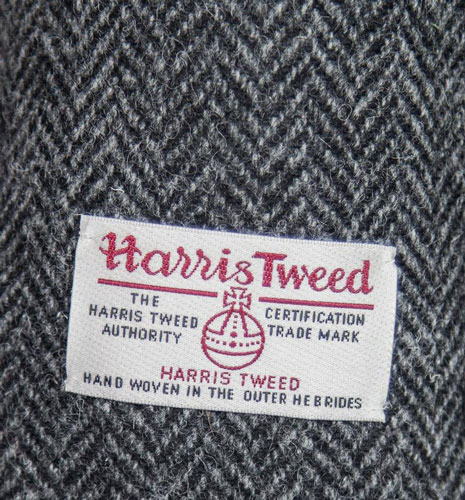 Harris Tweed
THE HARRIS TWEED AUTHORITY
CERTIFICATION TRADE MARK
HARRIS TWEED
HAND WOVEN IN THE OUTER HEBRIDES